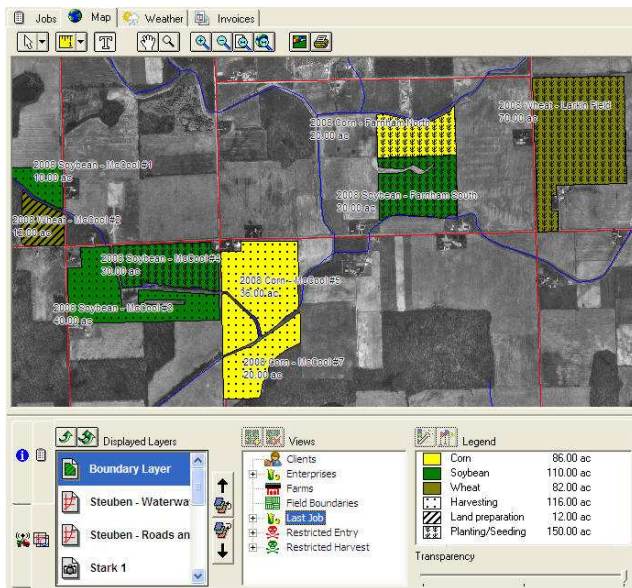 Jobs Map Weather Invoices
T
2008 Corn - Farnham North
20.00 ac
2008 Wheat - Larkin Field
70.00 ac
2008 Soybean - McCool #1
10.00 ac
2008 Soybean - Farnham South
30.00 ac
2008 Wheat - McCool #2
12.00 ac
2008 Soybean - McCool #4
30.00 ac
2008 Corn - McCool #5
36.00 ac
2008 Soybean - McCool #3
40.00 ac
2008 Corn - McCool #7
20.00 ac
Displayed Layers
Boundary Layer
Steuben - Waterwa
Steuben - Roads an
Stark 1
Views
Clients
Enterprises
Farms
Field Boundaries
Last Job
Restricted Entry
Restricted Harvest
Legend
Corn 86.00 ac
Soybean 110.00 ac
Wheat 82.00 ac
Harvesting 116.00 ac
Land preparation 12.00 ac
Planting/Seeding 150.00 ac
Transparency